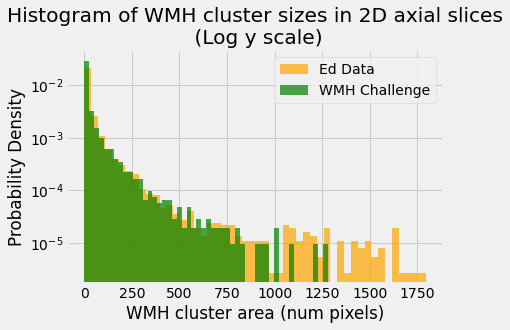 Histogram of WMH cluster sizes in 2D axial slices
(Log y scale)
Ed Data
WMH Challenge
Probability Density
10⁻²
10⁻³
10⁻⁴
10⁻⁵
0 250 500 750 1000 1250 1500 1750
WMH cluster area (num pixels)